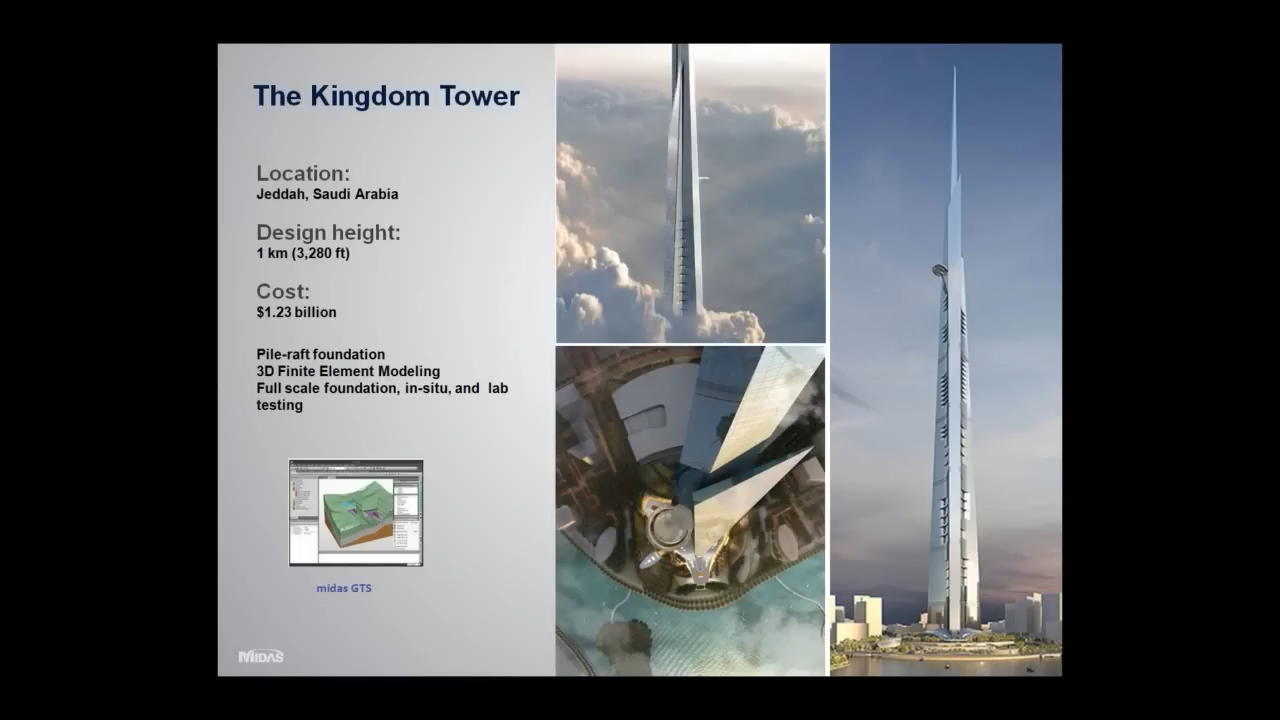 The Kingdom Tower
Location:
Jeddah, Saudi Arabia
Design height:
1 km (3,280 ft)
Cost:
$1.23 billion
Pile-raft foundation
3D Finite Element Modeling
Full scale foundation, in-situ, and lab
testing
midas GTS
MIDAS